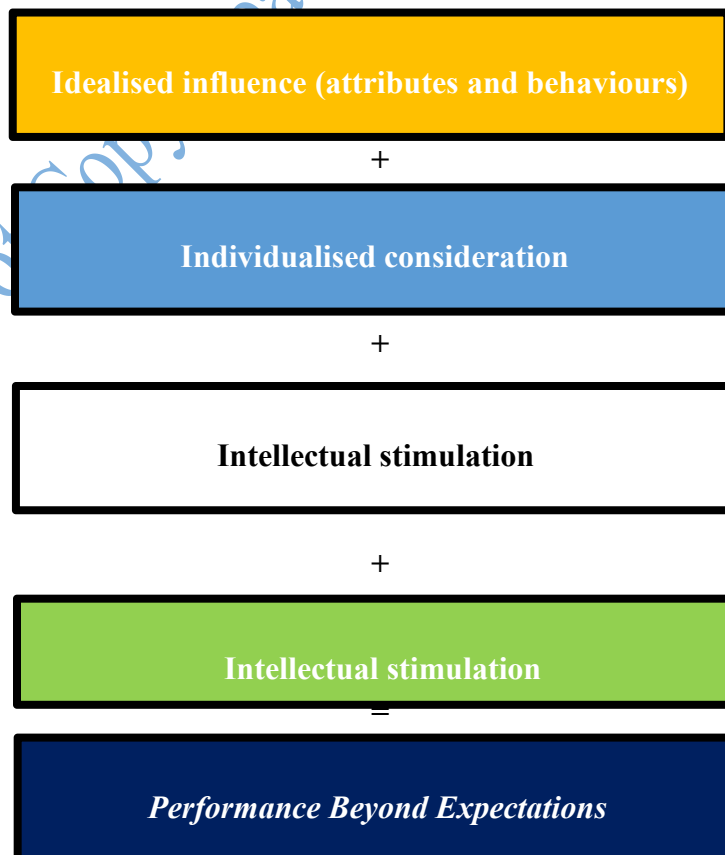 Idealised influence (attributes and behaviours)
+
Individualised consideration
+
Intellectual stimulation
+
Intellectual stimulation
=
Performance Beyond Expectations